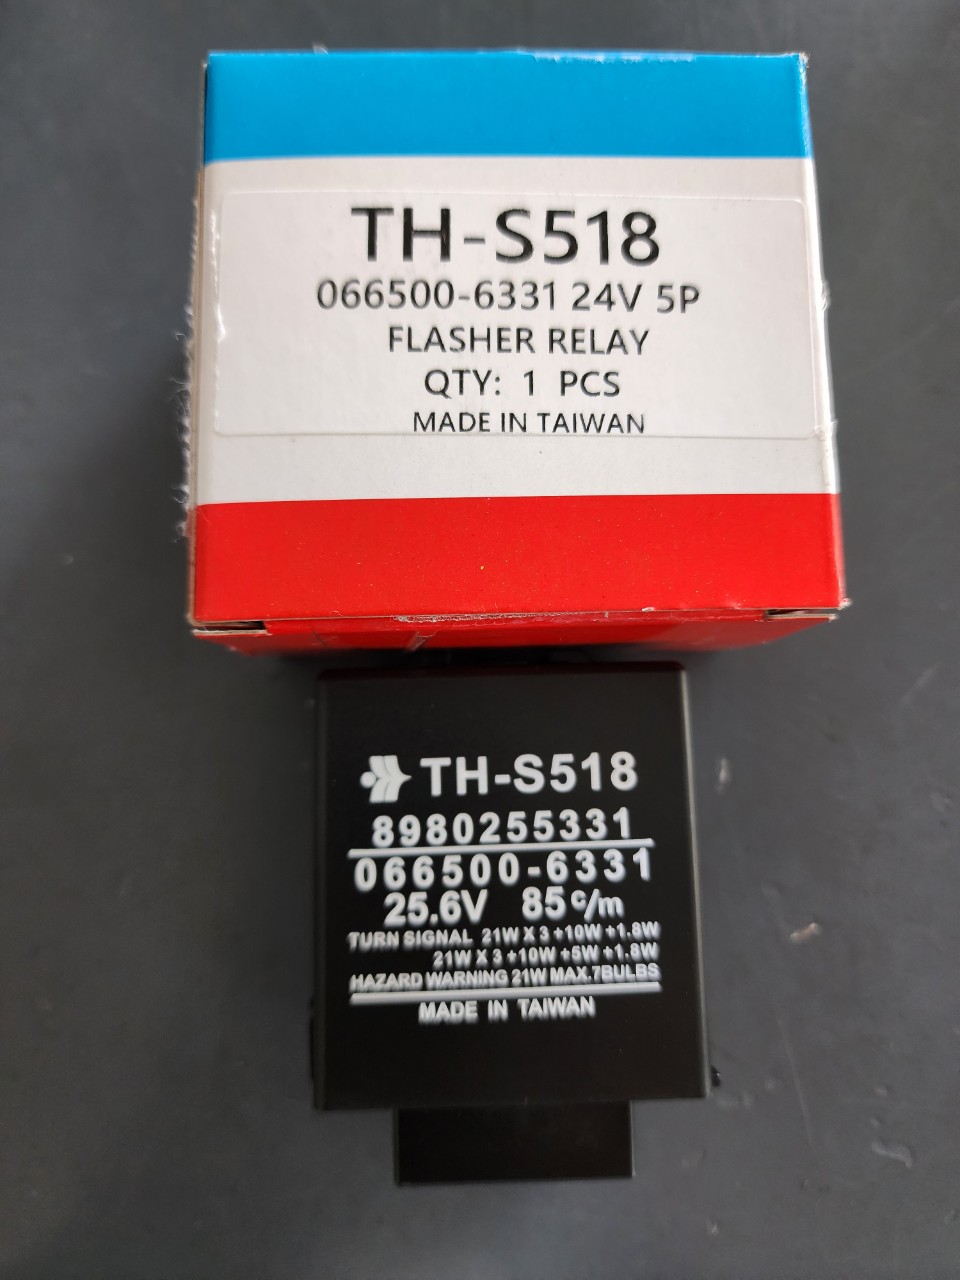 TH-S518
066500-6331 24V 5P
FLASHER RELAY
QTY: 1 PCS
MADE IN TAIWAN
TH-S518
8980255331
066500-6331
25.6V 85c/m
TURN SIGNAL 21W X 3+10W+1.8W
21W X 3+10W+5W+1.8W
HAZARD WARNING 21W MAX.7BULBS
MADE IN TAIWAN